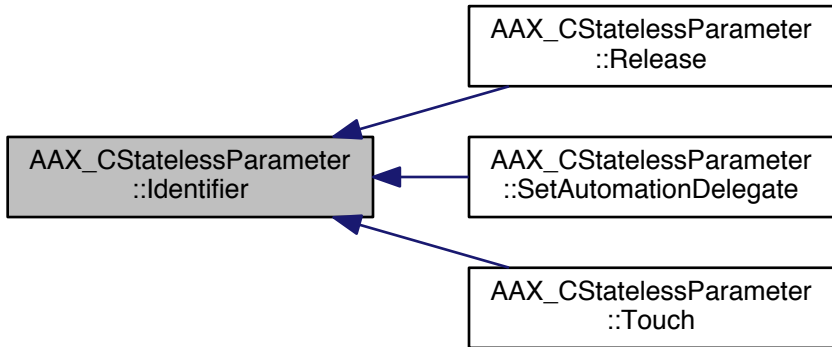 AAX_CStatelessParameter
::Release
AAX_CStatelessParameter
::Identifier
AAX_CStatelessParameter
::SetAutomationDelegate
AAX_CStatelessParameter
::Touch